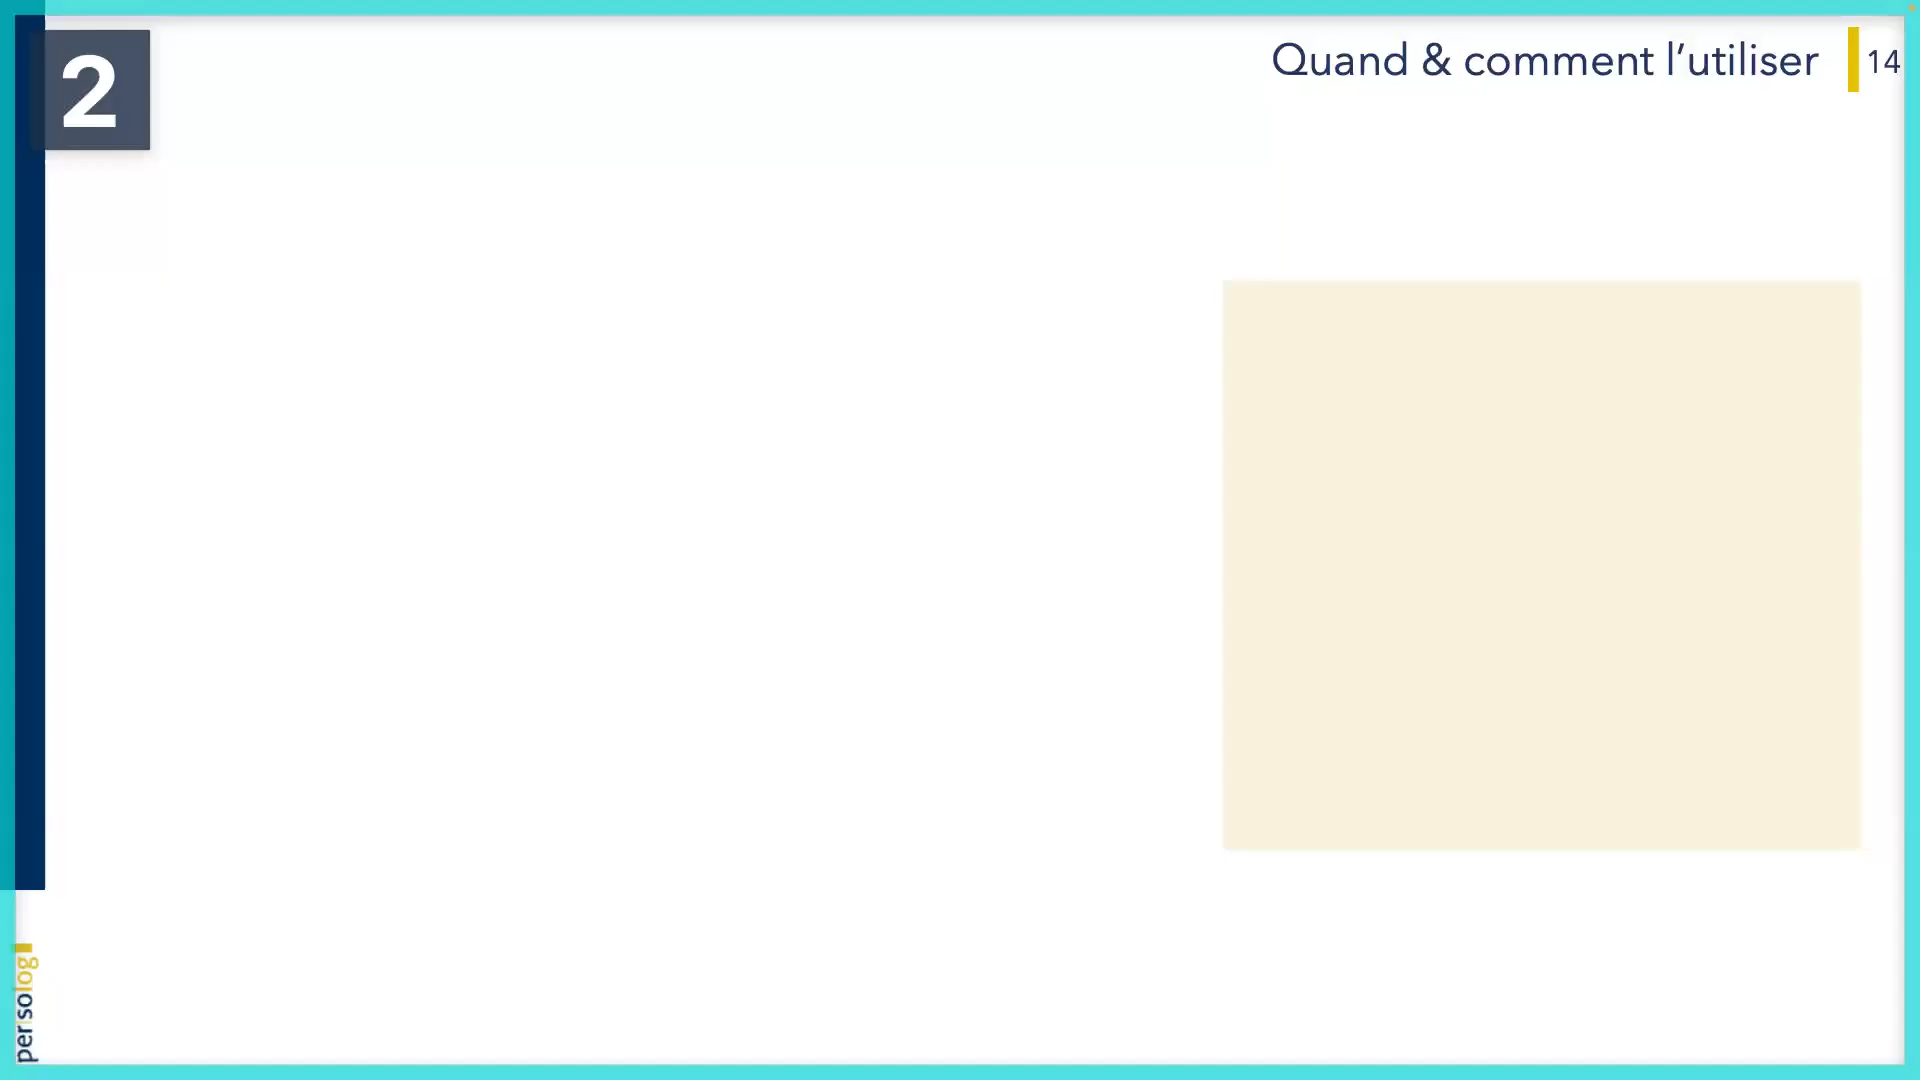 2
Quand & comment l’utiliser
14
persolog